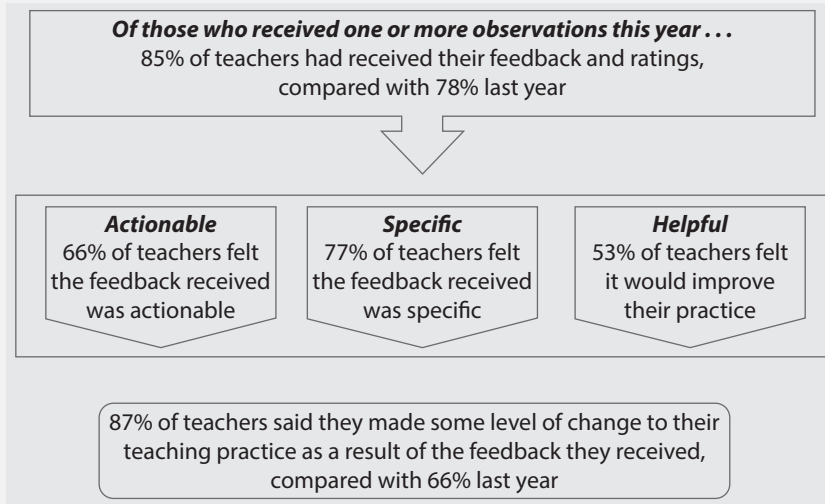 Of those who received one or more observations this year . . .
85% of teachers had received their feedback and ratings,
compared with 78% last year
Actionable
66% of teachers felt
the feedback received
was actionable
Specific
77% of teachers felt
the feedback received
was specific
Helpful
53% of teachers felt
it would improve
their practice
87% of teachers said they made some level of change to their
teaching practice as a result of the feedback they received,
compared with 66% last year